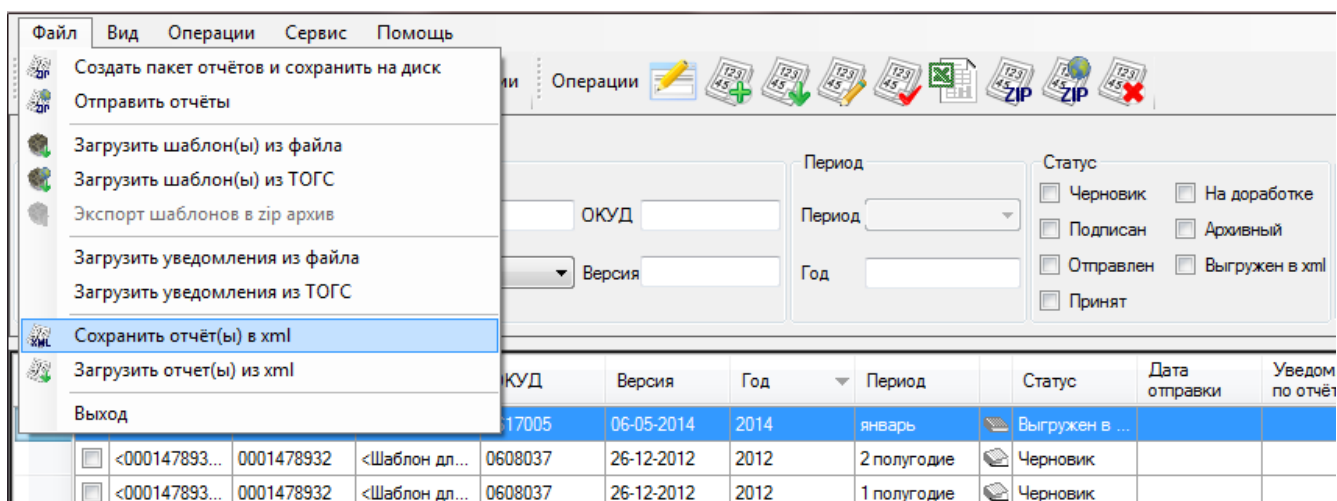 Файл Вид Операции Сервис Помощь
Создать пакет отчётов и сохранить на диск
Отправить отчёты
Загрузить шаблон(ы) из файла
Загрузить шаблон(ы) из ТОГС
Экспорт шаблонов в zip архив
Загрузить уведомления из файла
Загрузить уведомления из ТОГС
Сохранить отчёт(ы) в xml
Загрузить отчет(ы) из xml
Выход
Операции
Период
Статус
ОКУД
Период
Черновик На доработке
Подписан Архивный
Версия
Год
Отправлен Выгружен в xml
Принят
Версия Год Период Статус Дата отправки Уведом по отчёт
17005 06-05-2014 2014 январь Выгружен в ...
<000147893... 0001478932 <Шаблон дл... 0608037 26-12-2012 2012 2 полугодие Черновик
<000147893... 0001478932 <Шаблон дл... 0608037 26-12-2012 2012 1 полугодие Черновик